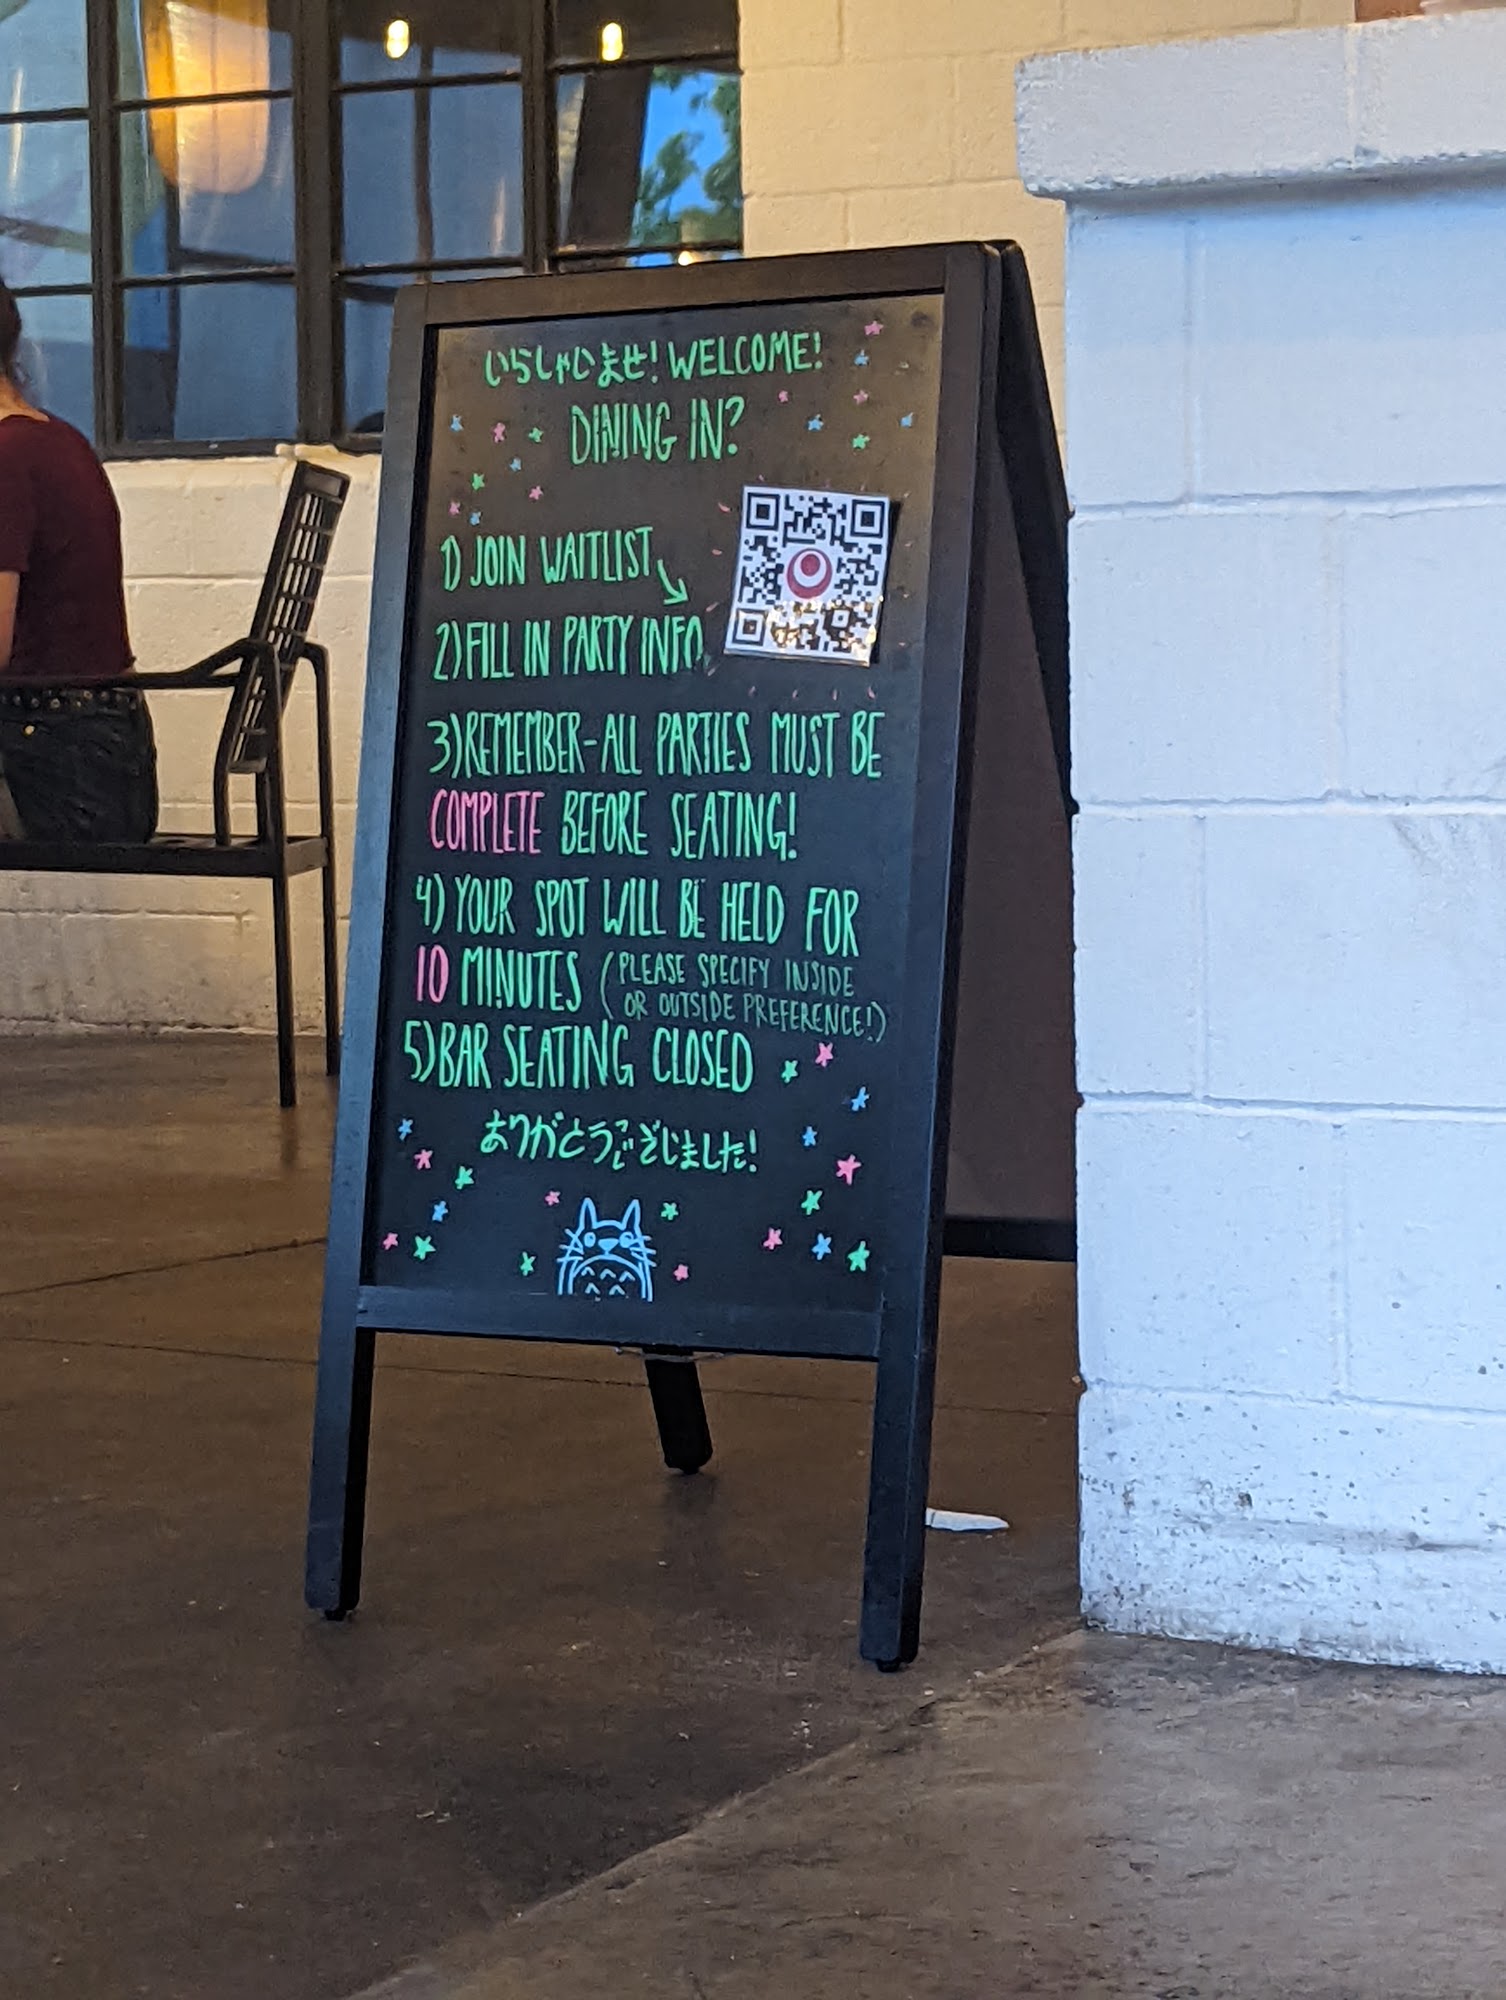 いらしゃいませ! WELCOME!
DINING IN?
1) JOIN WAITLIST
2) FILL IN PARTY INFO
3) REMEMBER-ALL PARTIES MUST BE
COMPLETE BEFORE SEATING!
4) YOUR SPOT WILL BE HELD FOR
10 MINUTES (PLEASE SPECIFY INSIDE
OR OUTSIDE PREFERENCE!)
5) BAR SEATING CLOSED
ありがとうございました!